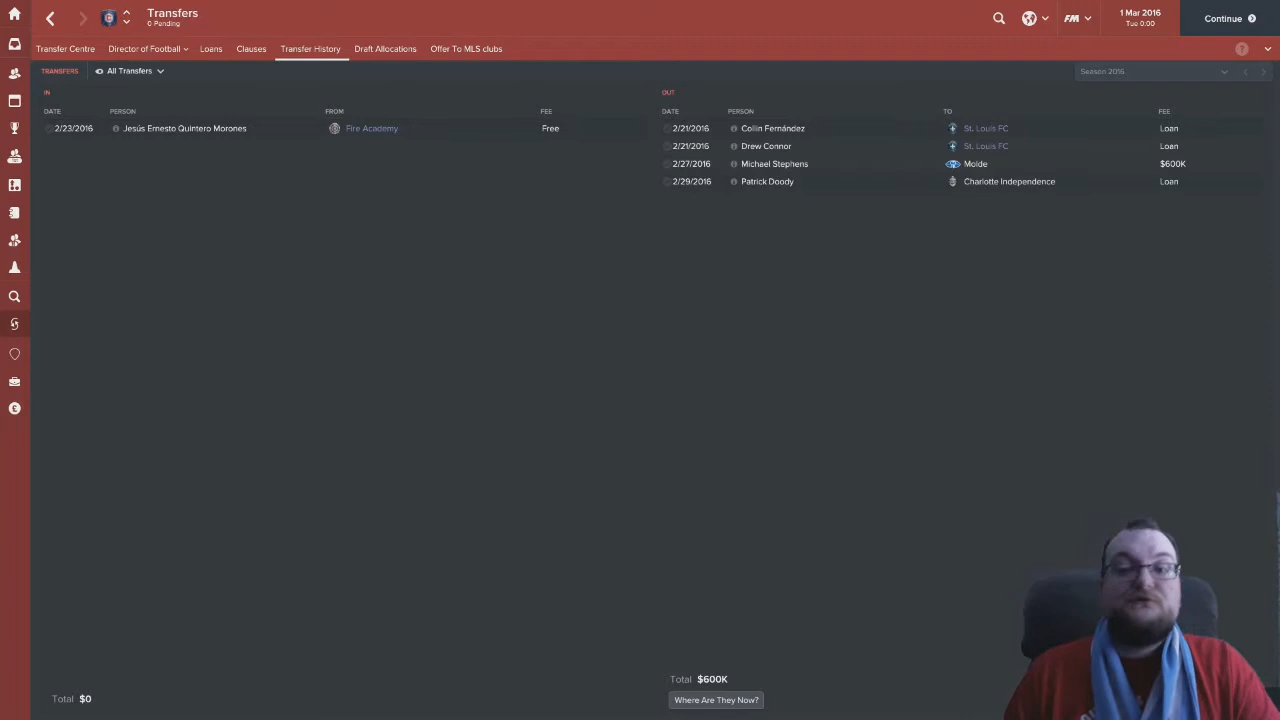 Transfers
0 Pending
FM
1 Mar 2016
Tue 0:00
Continue
Transfer Centre
Director of Football
Loans
Clauses
Transfer History
Draft Allocations
Offer To MLS clubs
?
TRANSFERS
All Transfers
Season 2016
IN
DATE PERSON FROM FEE
2/23/2016 Jesús Ernesto Quintero Morones Fire Academy Free
Total $0
OUT
DATE PERSON TO FEE
2/21/2016 Collin Fernández St. Louis FC Loan
2/21/2016 Drew Connor St. Louis FC Loan
2/27/2016 Michael Stephens Molde $600K
2/29/2016 Patrick Doody Charlotte Independence Loan
Total $600K
Where Are They Now?